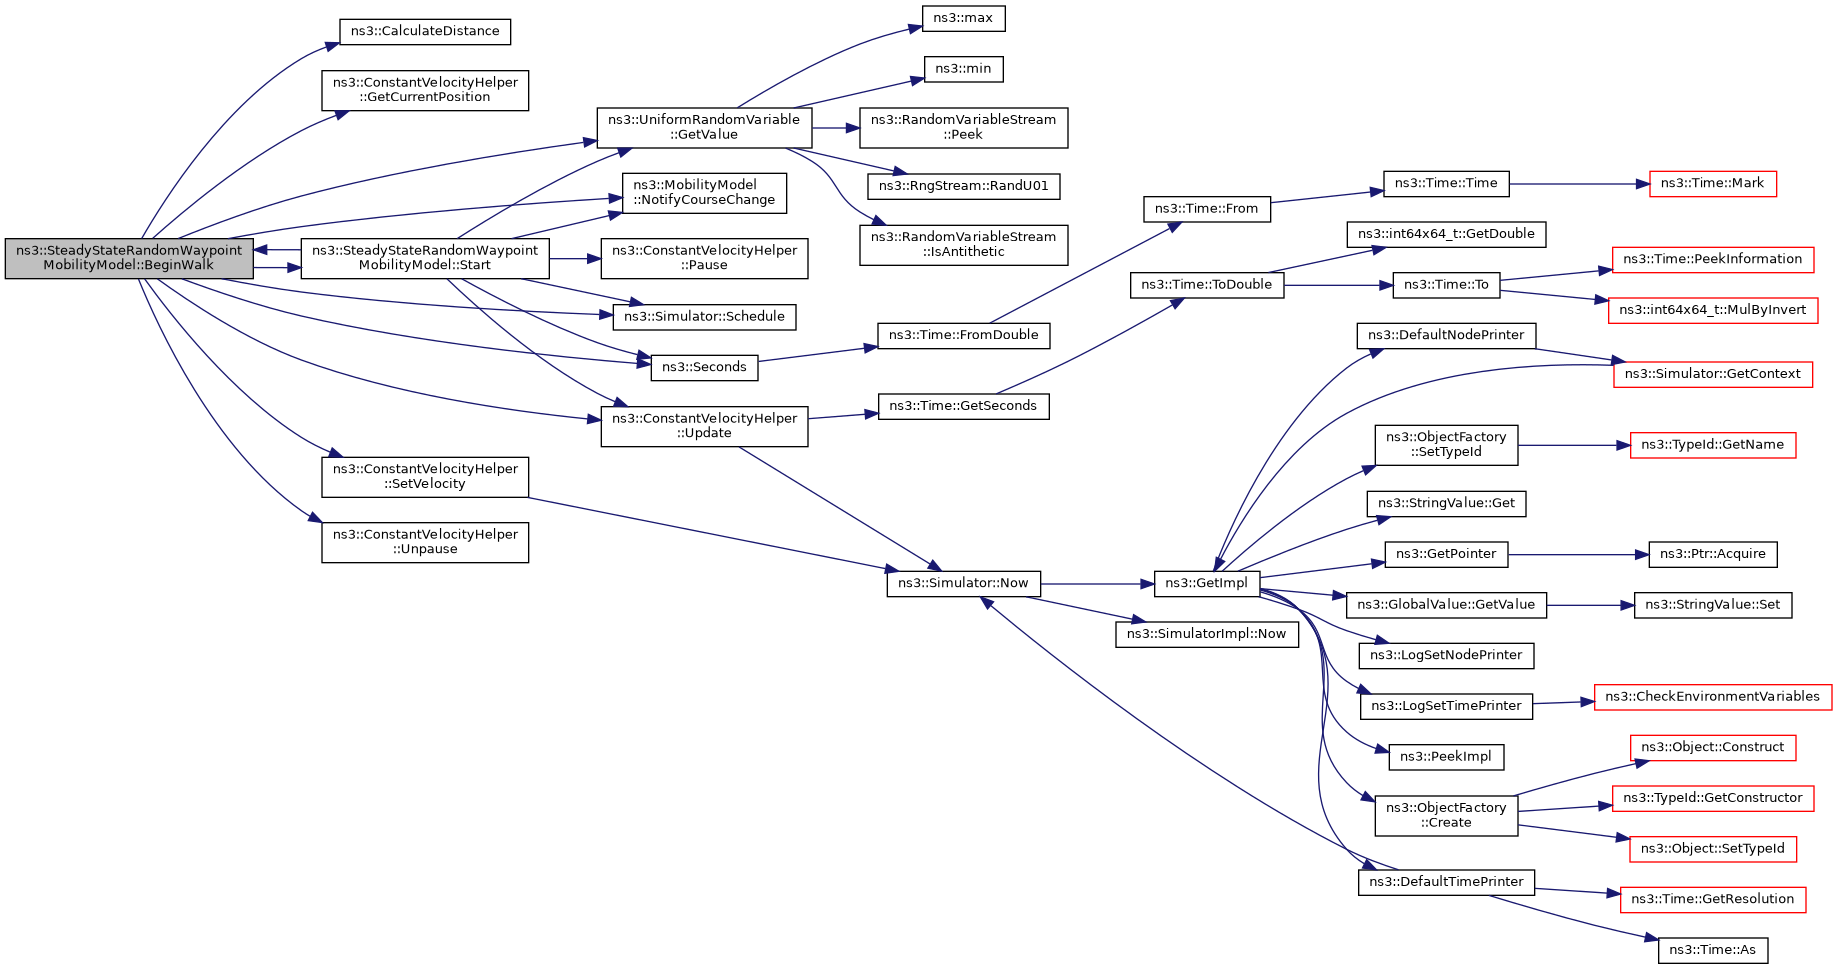 ns3::SteadyStateRandomWaypoint
MobilityModel::BeginWalk
ns3::CalculateDistance
ns3::ConstantVelocityHelper
::GetCurrentPosition
ns3::SteadyStateRandomWaypoint
MobilityModel::Start
ns3::ConstantVelocityHelper
::SetVelocity
ns3::ConstantVelocityHelper
::Unpause
ns3::UniformRandomVariable
::GetValue
ns3::MobilityModel
::NotifyCourseChange
ns3::ConstantVelocityHelper
::Pause
ns3::Simulator::Schedule
ns3::Seconds
ns3::ConstantVelocityHelper
::Update
ns3::max
ns3::min
ns3::RandomVariableStream
::Peek
ns3::RngStream::RandU01
ns3::RandomVariableStream
::IsAntithetic
ns3::Time::FromDouble
ns3::Time::GetSeconds
ns3::Simulator::Now
ns3::Time::From
ns3::Time::ToDouble
ns3::GetImpl
ns3::SimulatorImpl::Now
ns3::Time::Time
ns3::int64x64_t::GetDouble
ns3::Time::To
ns3::DefaultNodePrinter
ns3::ObjectFactory
::SetTypeId
ns3::StringValue::Get
ns3::GetPointer
ns3::GlobalValue::GetValue
ns3::LogSetNodePrinter
ns3::LogSetTimePrinter
ns3::PeekImpl
ns3::ObjectFactory
::Create
ns3::DefaultTimePrinter
ns3::Time::Mark
ns3::Time::PeekInformation
ns3::int64x64_t::MulByInvert
ns3::Simulator::GetContext
ns3::TypeId::GetName
ns3::Ptr::Acquire
ns3::StringValue::Set
ns3::CheckEnvironmentVariables
ns3::Object::Construct
ns3::TypeId::GetConstructor
ns3::Object::SetTypeId
ns3::Time::GetResolution
ns3::Time::As